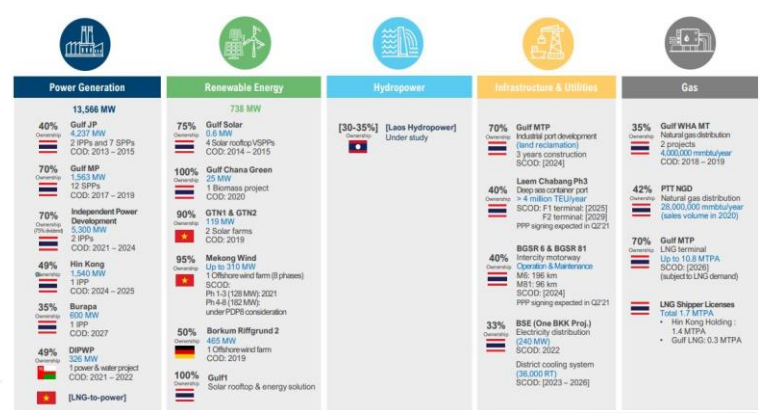 Power Generation
13,566 MW
40%
Ownership
Gulf JP
4,237 MW
2 IPPs and 7 SPPs
COD: 2013 – 2015
70%
Ownership
Gulf MP
1,563 MW
12 SPPs
COD: 2017 – 2019
70%
Ownership
(75% dividend)
Independent Power
Development
5,300 MW
2 IPPs
COD: 2021 – 2024
49%
Ownership
Hin Kong
1,540 MW
1 IPP
COD: 2024 – 2025
35%
Ownership
Burapa
600 MW
1 IPP
COD: 2027
49%
Ownership
DIPWP
326 MW
1 power & water project
COD: 2021 – 2022
[LNG-to-power]
Renewable Energy
738 MW
75%
Ownership
Gulf Solar
0.6 MW
4 Solar rooftop VSPPs
COD: 2014 – 2015
100%
Ownership
Gulf Chana Green
25 MW
1 Biomass project
COD: 2020
90%
Ownership
GTN1 & GTN2
119 MW
2 Solar farms
COD: 2019
95%
Ownership
Mekong Wind
Up to 310 MW
1 Offshore wind farm (8 phases)
SCOD:
Ph 1-3 (128 MW): 2021
Ph 4-8 (182 MW):
under PDP8 consideration
50%
Ownership
Borkum Riffgrund 2
465 MW
1 Offshore wind farm
COD: 2019
100%
Ownership
Gulf1
Solar rooftop & energy solution
Hydropower
[30-35%]
Ownership
[Laos Hydropower]
Under study
Infrastructure & Utilities
70%
Ownership
Gulf MTP
Industrial port development
(land reclamation)
3 years construction
SCOD: [2024]
40%
Ownership
Laem Chabang Ph3
Deep sea container port
> 4 million TEU/year
SCOD: F1 terminal: [2025]
F2 terminal: [2029]
PPP signing expected in Q2'21
40%
Ownership
BGSR 6 & BGSR 81
Intercity motorway
Operation & Maintenance
M6: 196 km
M81: 96 km
SCOD: [2024]
PPP signing expected in Q2'21
33%
Ownership
BSE (One BKK Proj.)
Electricity distribution
(240 MW)
SCOD: 2022
District cooling system
(36,000 RT)
SCOD: [2023 – 2026]
Gas
35%
Ownership
Gulf WHA MT
Natural gas distribution
2 projects
4,000,000 mmbtu/year
COD: 2018 – 2019
42%
Ownership
PTT NGD
Natural gas distribution
28,000,000 mmbtu/year
(sales volume in 2020)
70%
Ownership
Gulf MTP
LNG terminal
Up to 10.8 MTPA
SCOD: [2026]
(subject to LNG demand)
LNG Shipper Licenses
Total 1.7 MTPA
• Hin Kong Holding :
1.4 MTPA
• Gulf LNG: 0.3 MTPA